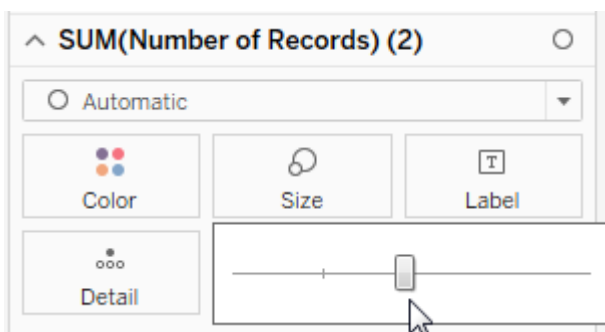 SUM(Number of Records) (2)
Automatic
Color Size Label
Detail